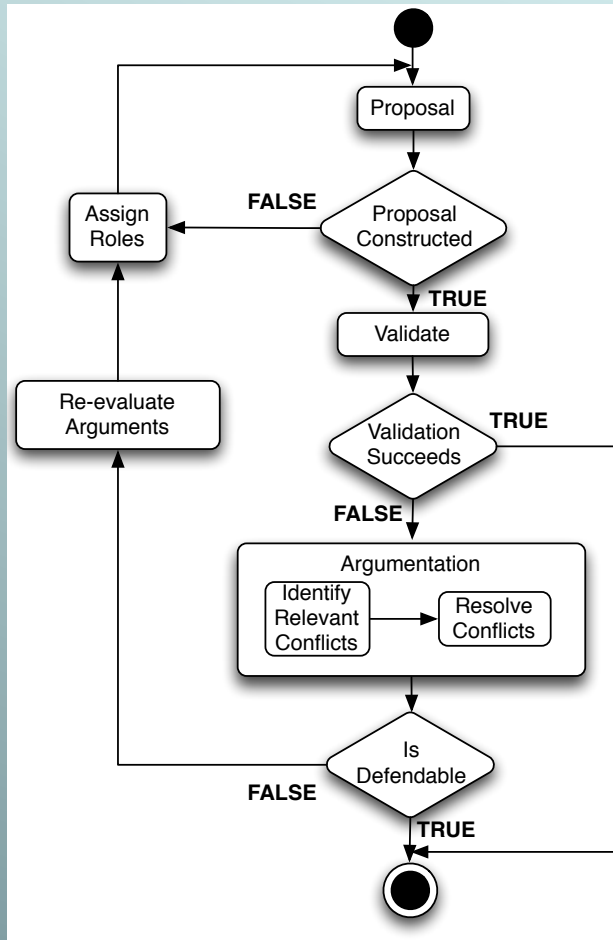 Proposal
FALSE
Assign
Roles
Proposal
Constructed
TRUE
Validate
Re-evaluate
Arguments
Validation
Succeeds
TRUE
FALSE
Argumentation
Identify
Relevant
Conflicts
Resolve
Conflicts
Is
Defendable
FALSE
TRUE